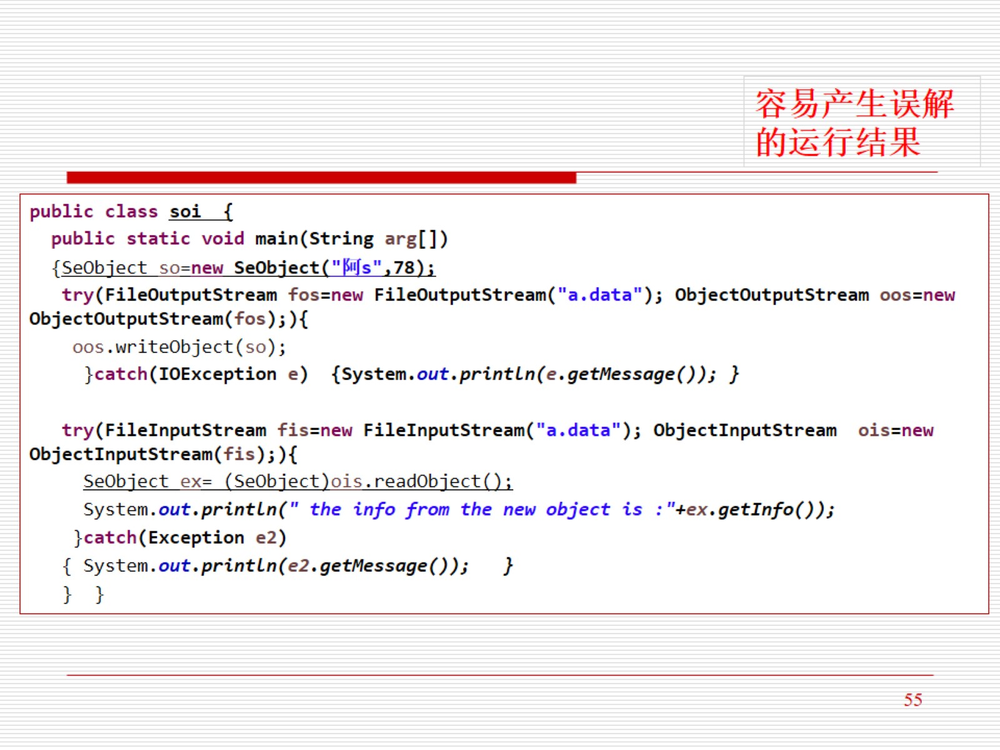 容易产生误解
的运行结果
public class soi  {
public static void main(String arg[])
{SeObject so=new SeObject("阿s",78);
try(FileOutputStream fos=new FileOutputStream("a.data"); ObjectOutputStream oos=new
ObjectOutputStream(fos);){
oos.writeObject(so);
}catch(IOException e)  {System.out.println(e.getMessage()); }
try(FileInputStream fis=new FileInputStream("a.data"); ObjectInputStream  ois=new
ObjectInputStream(fis);){
SeObject ex= (SeObject)ois.readObject();
System.out.println(" the info from the new object is :"+ex.getInfo());
}catch(Exception e2)
{ System.out.println(e2.getMessage());   }
}  }
55